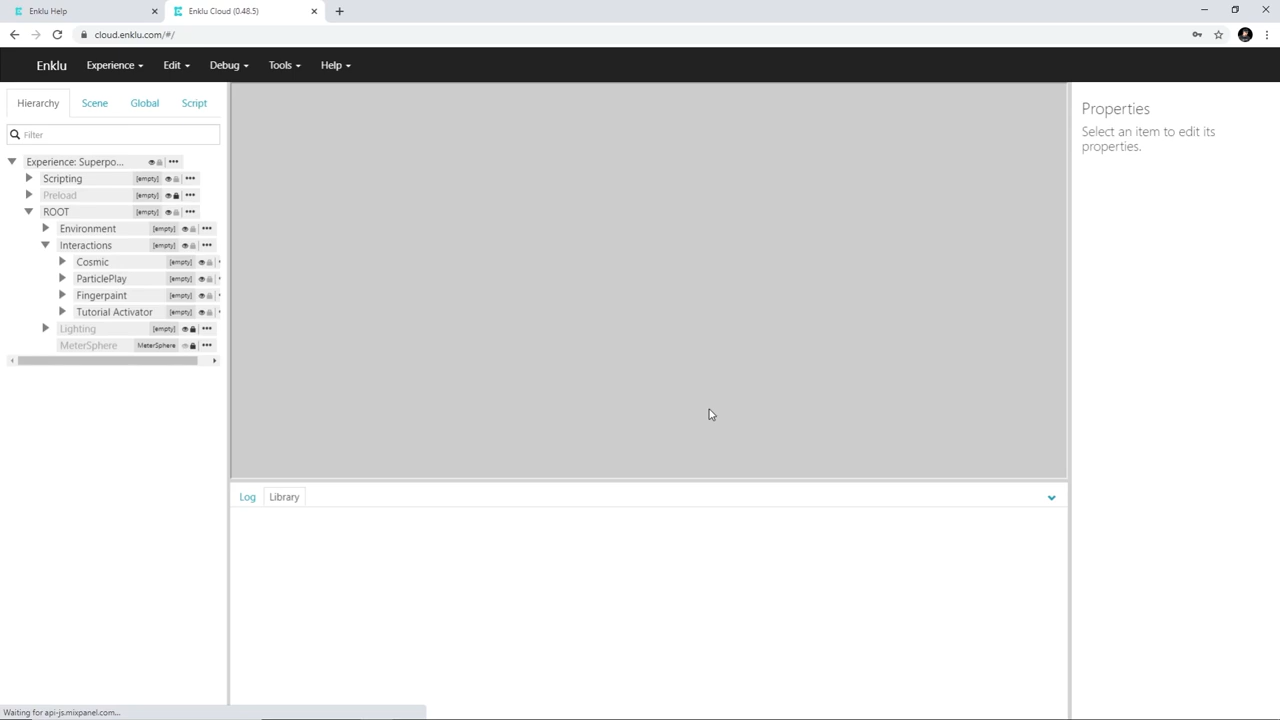 Enklu Help
Enklu Cloud (0.48.5)
cloud.enklu.com/#/
Enklu
Experience
Edit
Debug
Tools
Help
Hierarchy
Scene
Global
Script
Filter
Experience: Superpo...
Scripting [empty]
Preload [empty]
ROOT [empty]
Environment [empty]
Interactions [empty]
Cosmic [empty]
ParticlePlay [empty]
Fingerpaint [empty]
Tutorial Activator [empty]
Lighting [empty]
MeterSphere MeterSphere
Log
Library
Properties
Select an item to edit its
properties.
Waiting for api-js.mixpanel.com...